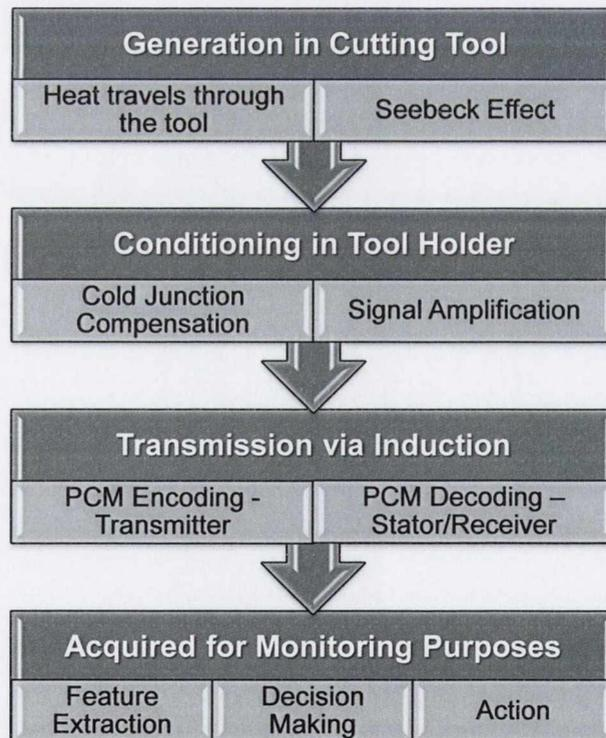 Generation in Cutting Tool
Heat travels through
the tool
Seebeck Effect
Conditioning in Tool Holder
Cold Junction
Compensation
Signal Amplification
Transmission via Induction
PCM Encoding -
Transmitter
PCM Decoding –
Stator/Receiver
Acquired for Monitoring Purposes
Feature
Extraction
Decision
Making
Action